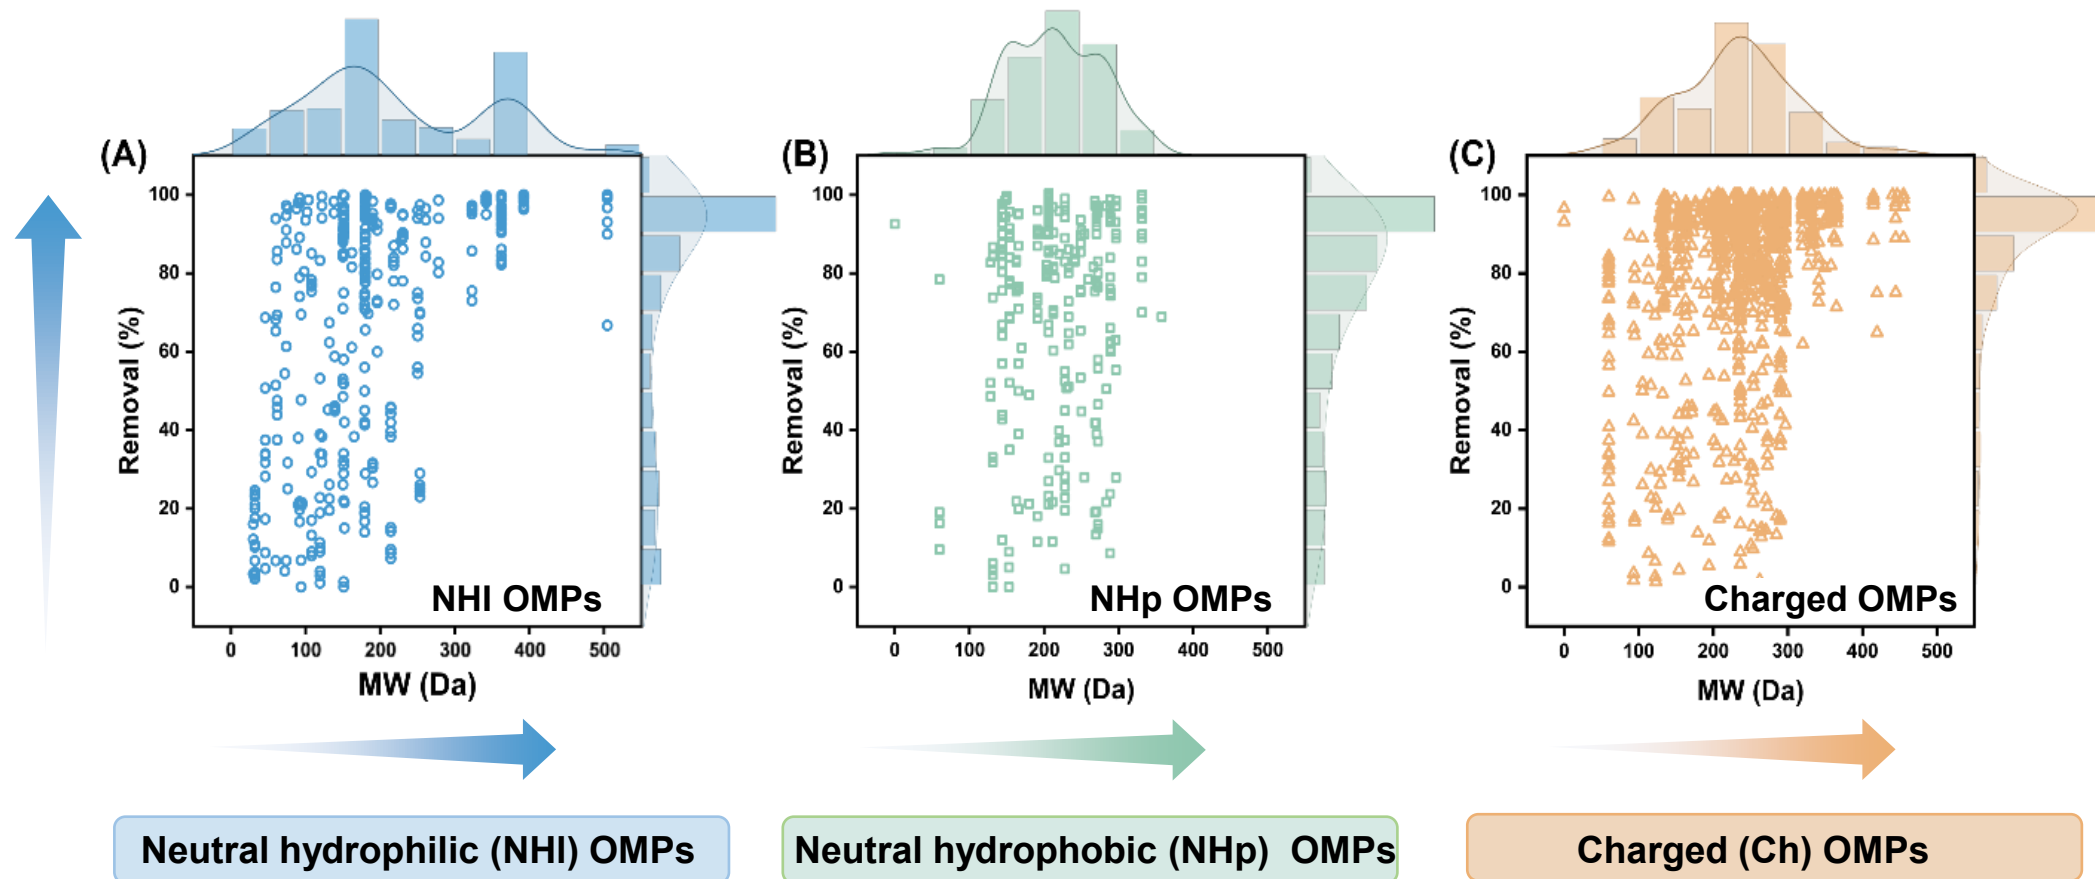 (A)
Removal (%)
100
80
60
40
20
0
NHI OMPs
0 100 200 300 400 500
MW (Da)
(B)
Removal (%)
100
80
60
40
20
0
NHp OMPs
0 100 200 300 400 500
MW (Da)
(C)
Removal (%)
100
80
60
40
20
0
Charged OMPs
0 100 200 300 400 500
MW (Da)
Neutral hydrophilic (NHI) OMPs
Neutral hydrophobic (NHp) OMPs
Charged (Ch) OMPs